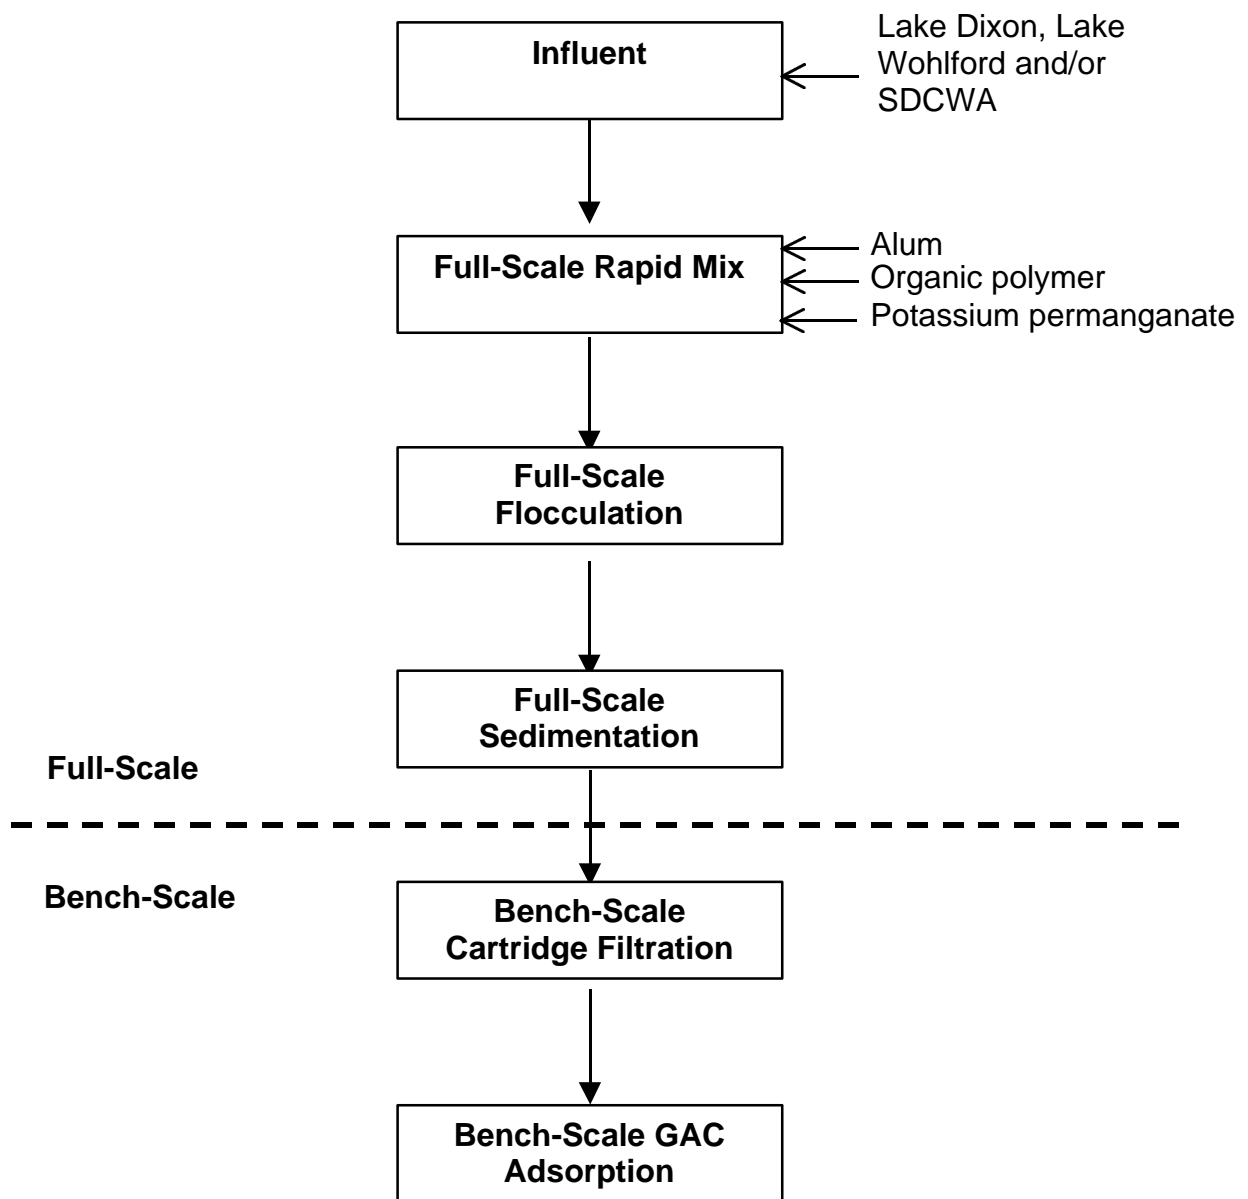 Influent
Lake Dixon, Lake
Wohlford and/or
SDCWA
Full-Scale Rapid Mix
Alum
Organic polymer
Potassium permanganate
Full-Scale
Flocculation
Full-Scale
Sedimentation
Full-Scale
Bench-Scale
Bench-Scale
Cartridge Filtration
Bench-Scale GAC
Adsorption